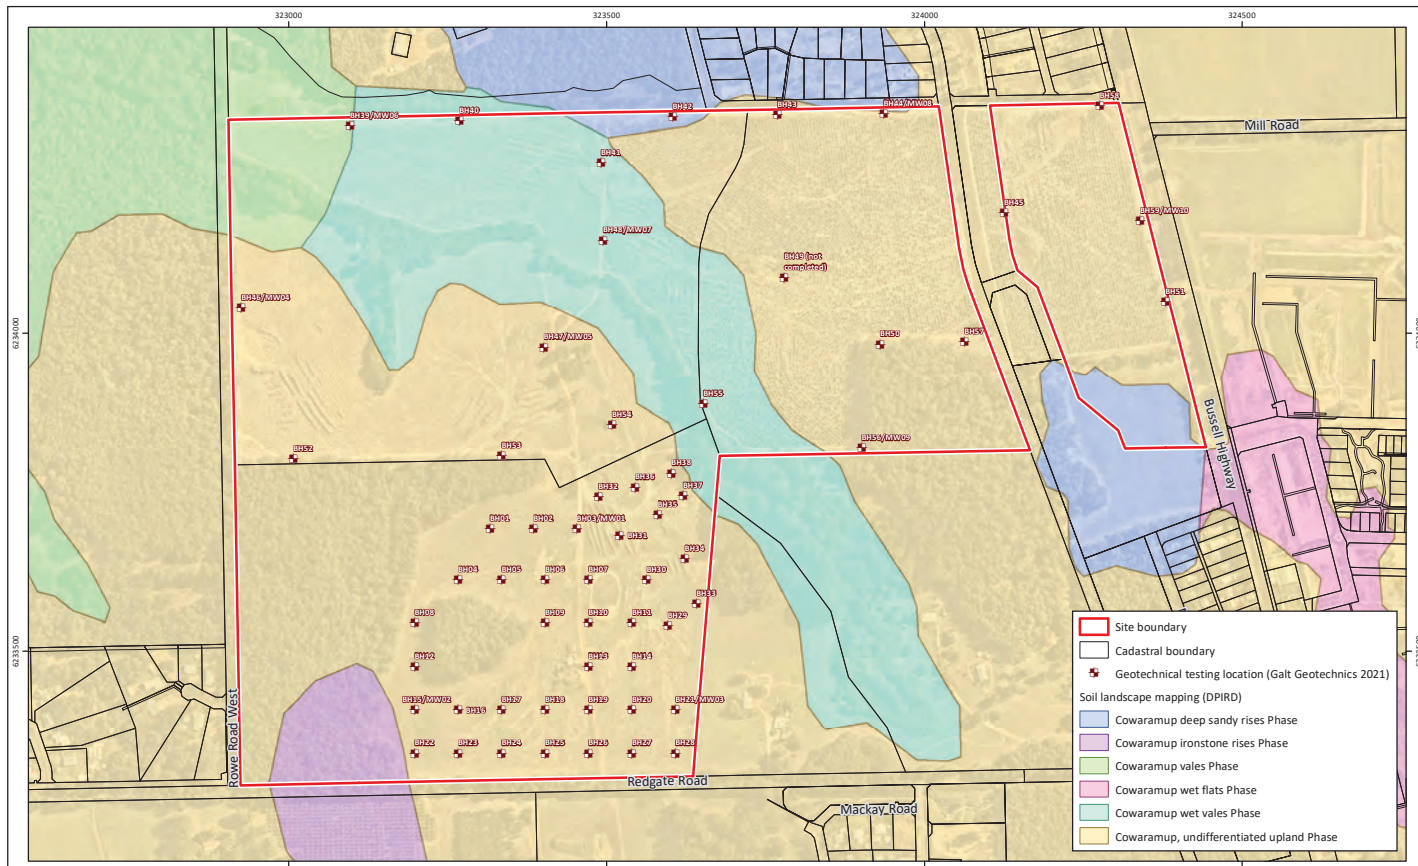 323000
323500
324000
324500
BH58
BH42
BH43
BH44/MW08
BH40
BH39/MW06
Mill Road
BH41
BH45
BH59/MW10
BH48/MW07
BH49 (not
completed)
BH46/MW04
BH51
6234000
6234000
BH47/MW05
BH50
BH57
BH55
BH54
Bussell Highway
BH56/MW09
BH52
BH53
BH38
BH36
BH32
BH37
BH35
BH01
BH02
BH03/MW01
BH31
BH34
BH04
BH05
BH06
BH07
BH30
BH33
BH08
BH09
BH10
BH11
BH29
6233500
6233500
BH12
BH13
BH14
Rowe Road West
BH15/MW02
BH16
BH17
BH18
BH19
BH20
BH21/MW03
BH22
BH23
BH24
BH25
BH26
BH27
BH28
Redgate Road
Mackay Road
Site boundary
Cadastral boundary
Geotechnical testing location (Galt Geotechnics 2021)
Soil landscape mapping (DPIRD)
Cowaramup deep sandy rises Phase
Cowaramup ironstone rises Phase
Cowaramup vales Phase
Cowaramup wet flats Phase
Cowaramup wet vales Phase
Cowaramup, undifferentiated upland Phase